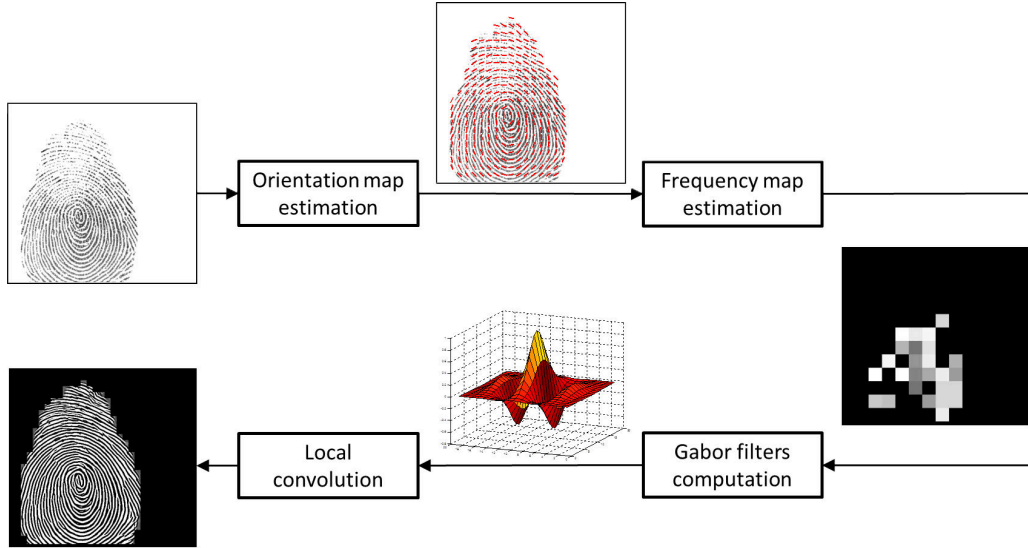 Orientation map
estimation
Frequency map
estimation
Local
convolution
Gabor filters
computation